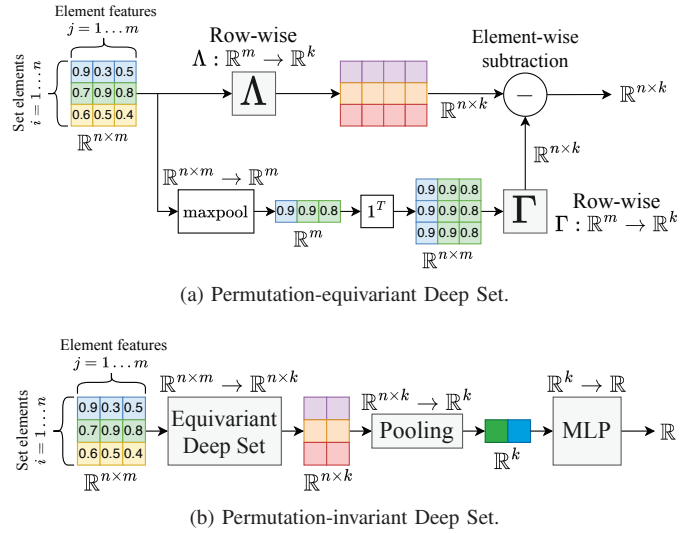 Element features
j = 1 … m
Set elements
i = 1 … n
0.9 0.3 0.5
0.7 0.9 0.8
0.6 0.5 0.4
ℝ^{n×m}
Row-wise
Λ : ℝ^m → ℝ^k
Λ
ℝ^{n×k}
Element-wise
subtraction
−
ℝ^{n×k}
ℝ^{n×k}
ℝ^{n×m} → ℝ^m
maxpool
0.9 0.9 0.8
ℝ^m
1^T
0.9 0.9 0.8
0.9 0.9 0.8
0.9 0.9 0.8
ℝ^{n×m}
Γ
Row-wise
Γ : ℝ^m → ℝ^k
(a) Permutation-equivariant Deep Set.
Element features
j = 1 … m
Set elements
i = 1 … n
0.9 0.3 0.5
0.7 0.9 0.8
0.6 0.5 0.4
ℝ^{n×m}
ℝ^{n×m} → ℝ^{n×k}
Equivariant
Deep Set
ℝ^{n×k}
ℝ^{n×k} → ℝ^k
Pooling
ℝ^k
ℝ^k → ℝ
MLP
ℝ
(b) Permutation-invariant Deep Set.